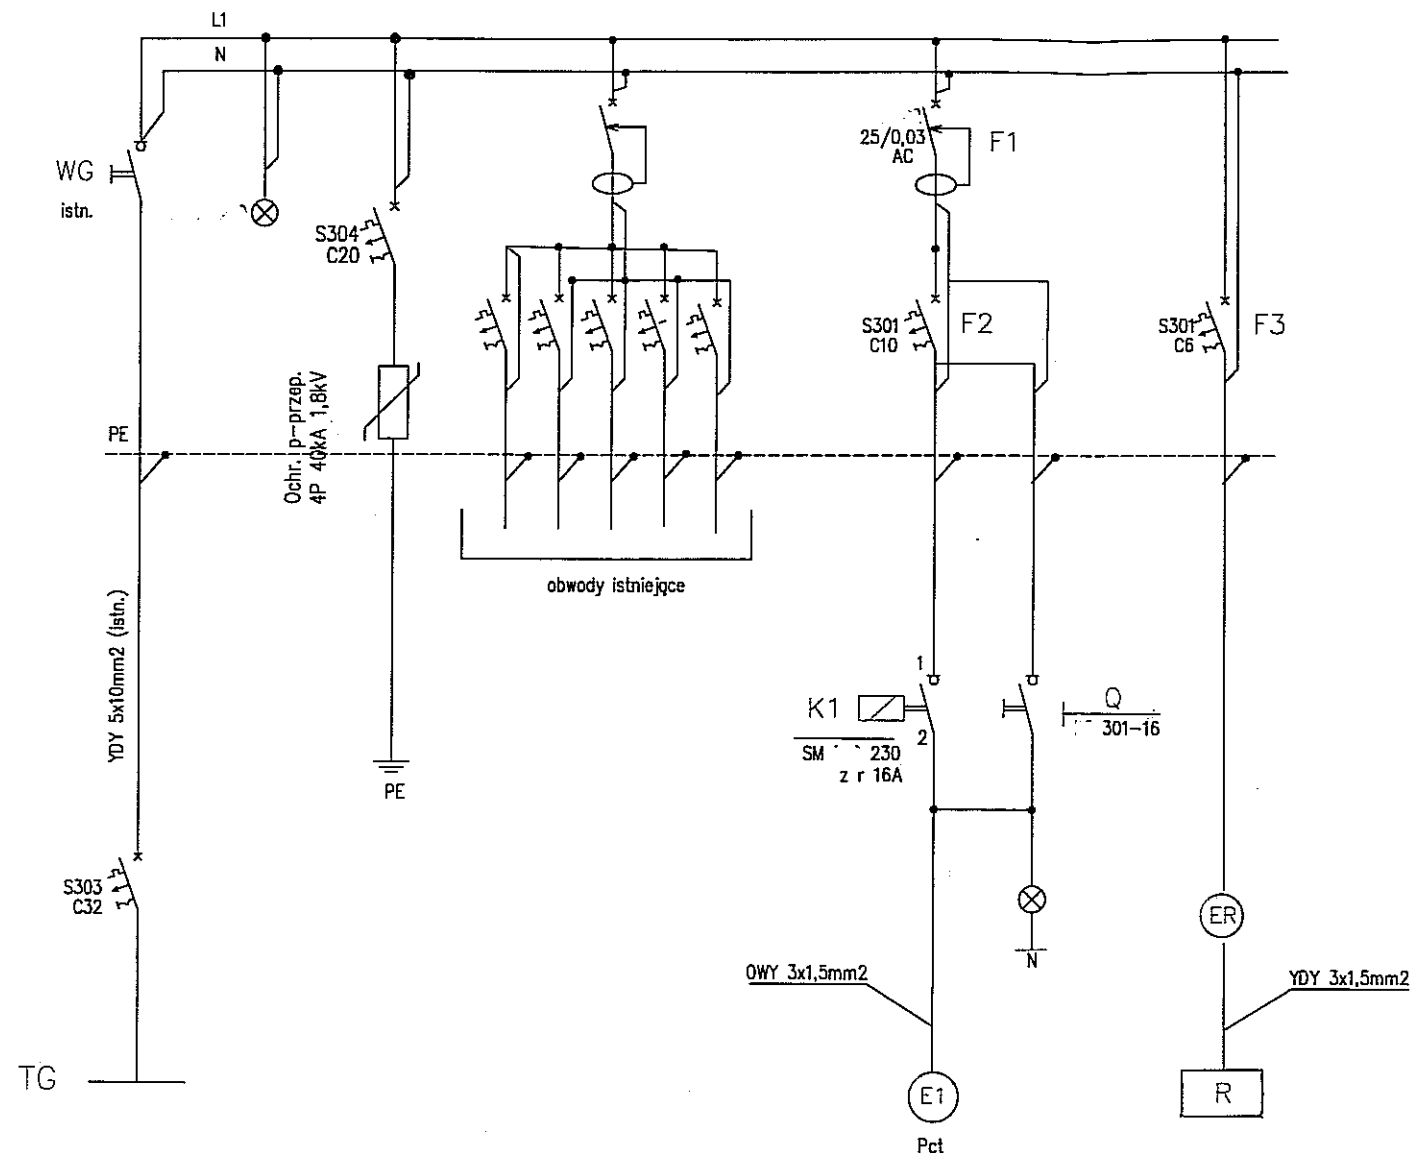 L1
N
WG
istn.
S304
C20
25/0,03
AC
F1
S301
C10
F2
S301
C6
F3
Ochr. p-przep.
4P 40kA 1,8kV
PE
obwody istniejące
YDY 5x10mm2 (istn.)
PE
1
K1
2
SM 230
z r 16A
Q
301-16
S303
C32
ER
N
OWY 3x1,5mm2
YDY 3x1,5mm2
TG
E1
R
Pct